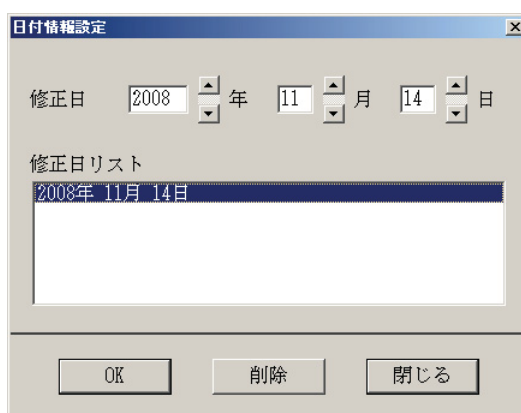 日付情報設定
修正日 2008 年 11 月 14 日
修正日リスト
2008年 11月 14日
OK 削除 閉じる